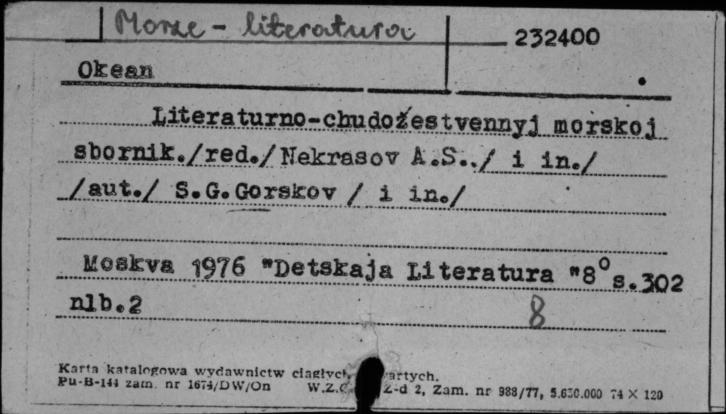 Morze - literatura
232400
Okean
Literaturno-chudożestvennyj morskoj
sbornik./red./Nekrasov A.S../ i in./
/aut./ S.G.Gorskov / i in./
Moskva 1976 "Detskaja Literatura "8° s.302
nlb.2
8
Karta katalogowa wydawnictw ciągłych
Pu-B-144 zam. nr 1674/DW/On W.Z. Z-d 2, Zam. nr 988/77, 5.650.000 74 X 120